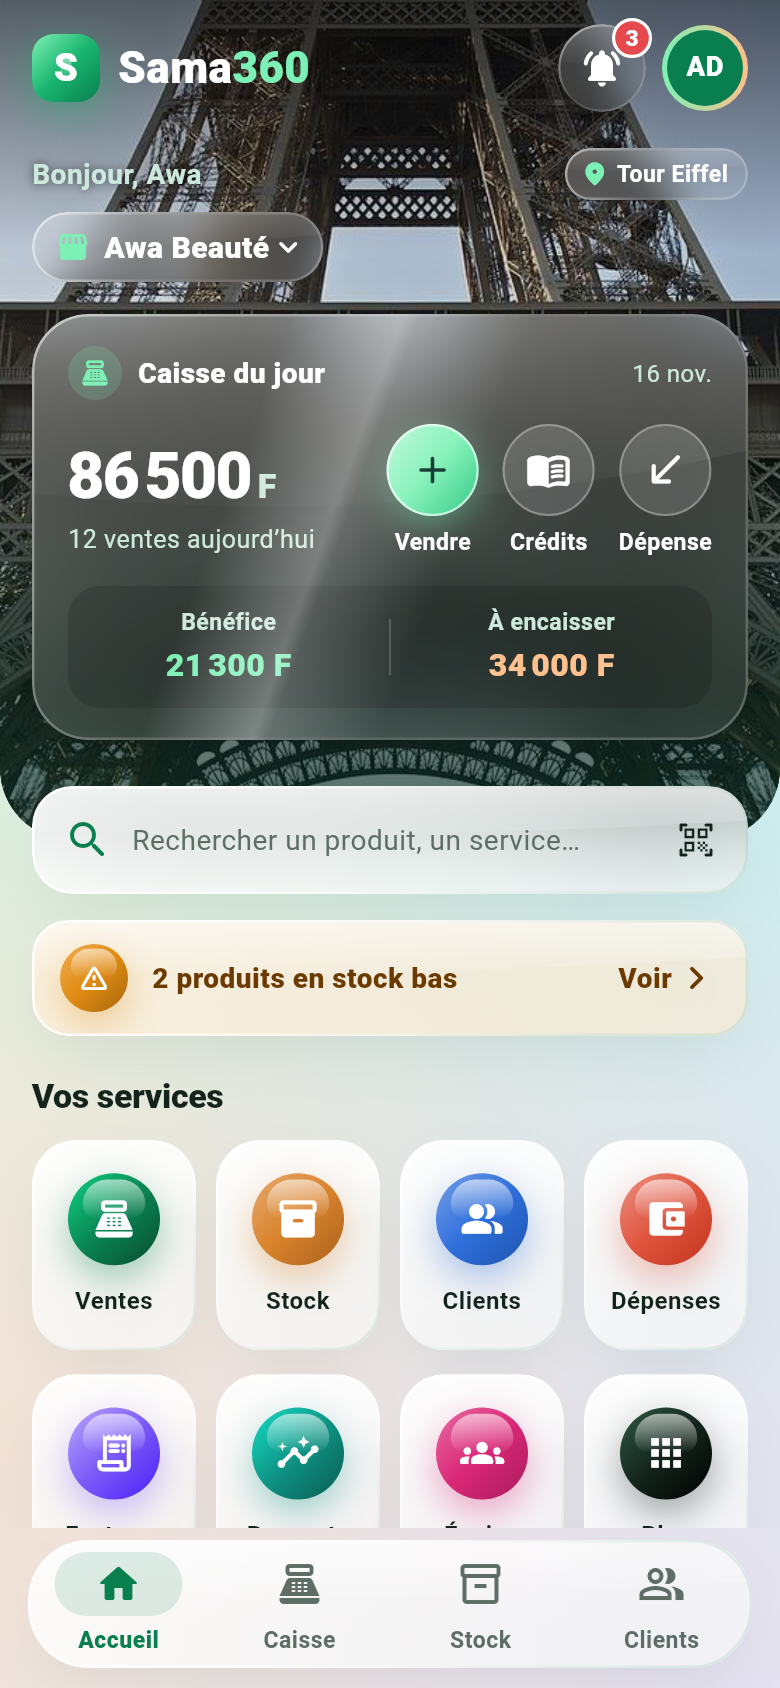 S Sama360 3 AD
Bonjour, Awa
Tour Eiffel
Awa Beauté
Caisse du jour 16 nov.
86 500 F
12 ventes aujourd’hui
Vendre Crédits Dépense
Bénéfice À encaisser
21 300 F 34 000 F
Rechercher un produit, un service…
2 produits en stock bas Voir
Vos services
Ventes Stock Clients Dépenses
Accueil Caisse Stock Clients